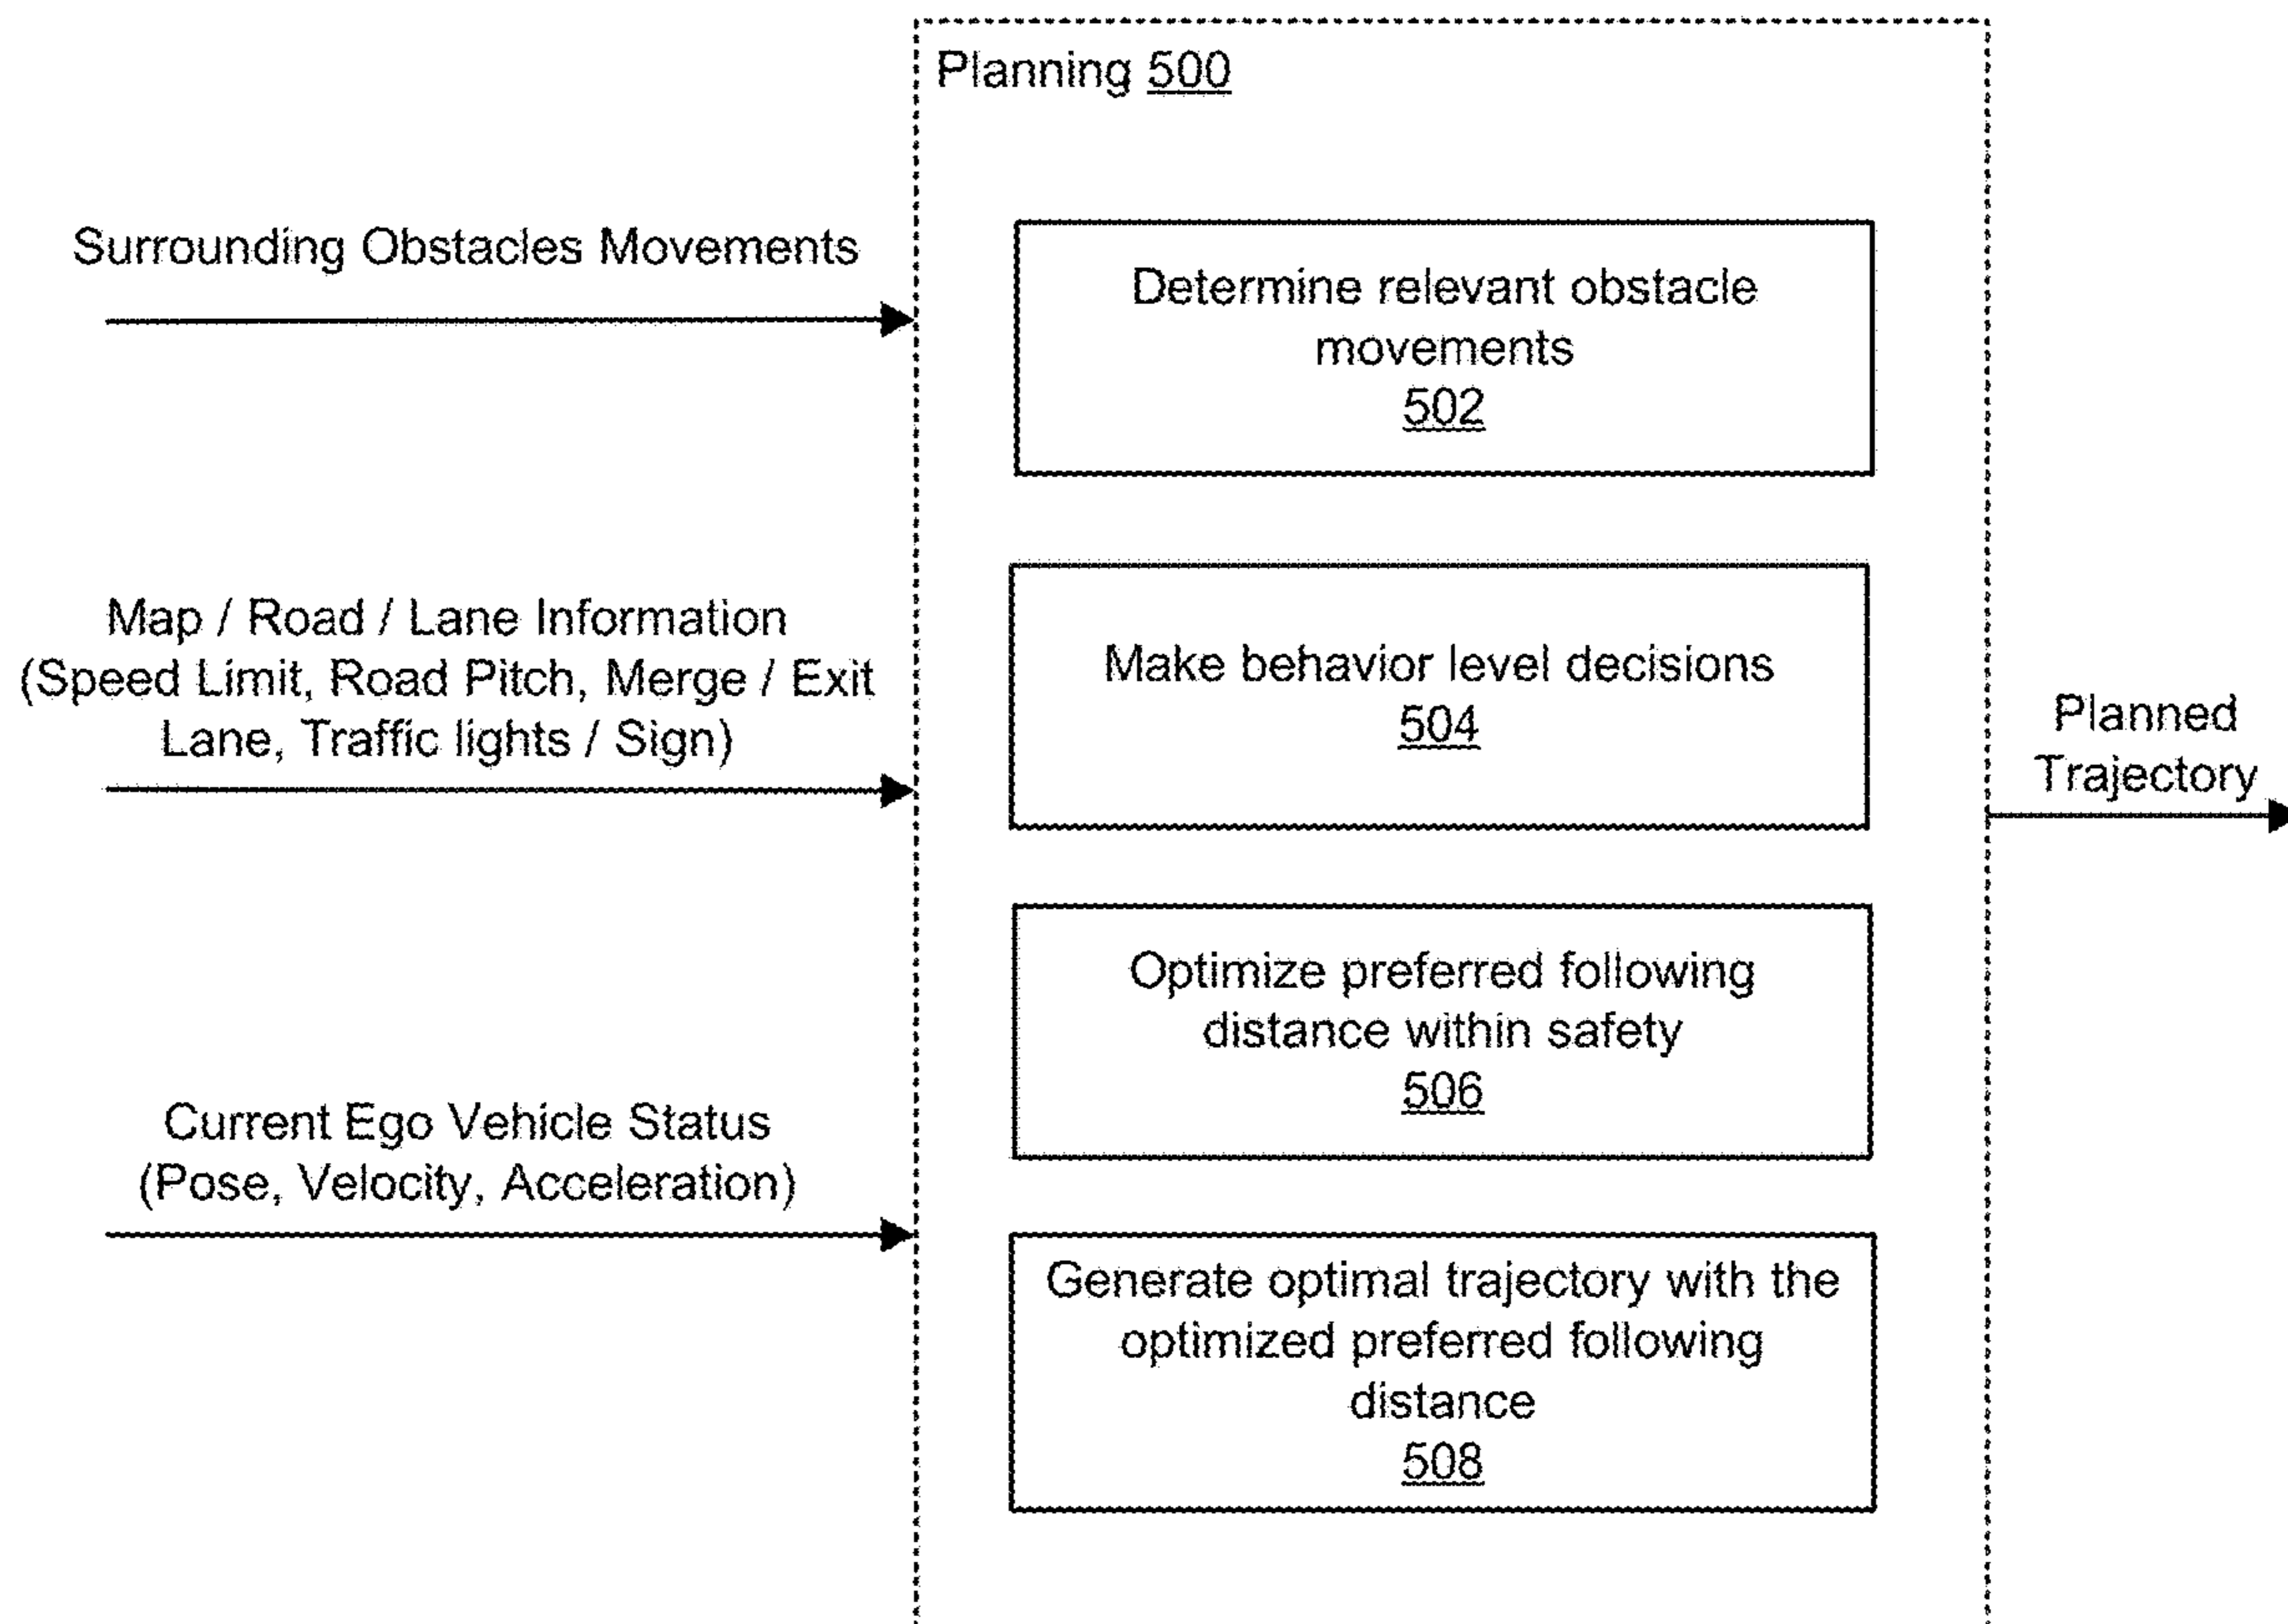 Planning 500
Surrounding Obstacles Movements
Determine relevant obstacle
movements
502
Map / Road / Lane Information
(Speed Limit, Road Pitch, Merge / Exit
Lane, Traffic lights / Sign)
Make behavior level decisions
504
Planned
Trajectory
Optimize preferred following
distance within safety
506
Current Ego Vehicle Status
(Pose, Velocity, Acceleration)
Generate optimal trajectory with the
optimized preferred following
distance
508